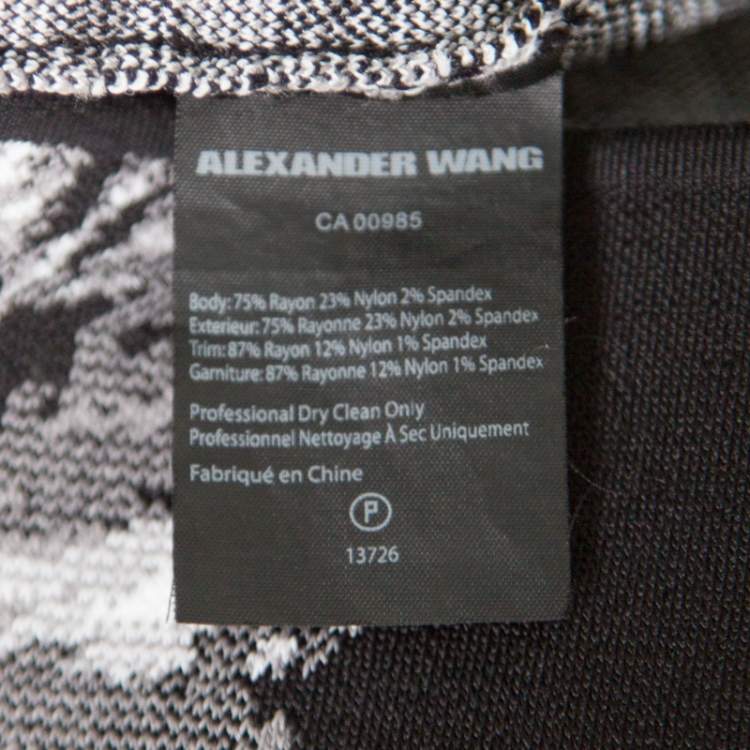 ALEXANDER WANG
CA 00985
Body: 75% Rayon 23% Nylon 2% Spandex
Exterieur: 75% Rayonne 23% Nylon 2% Spandex
Trim: 87% Rayon 12% Nylon 1% Spandex
Garniture: 87% Rayonne 12% Nylon 1% Spandex
Professional Dry Clean Only
Professionnel Nettoyage À Sec Uniquement
Fabriqué en Chine
P
13726